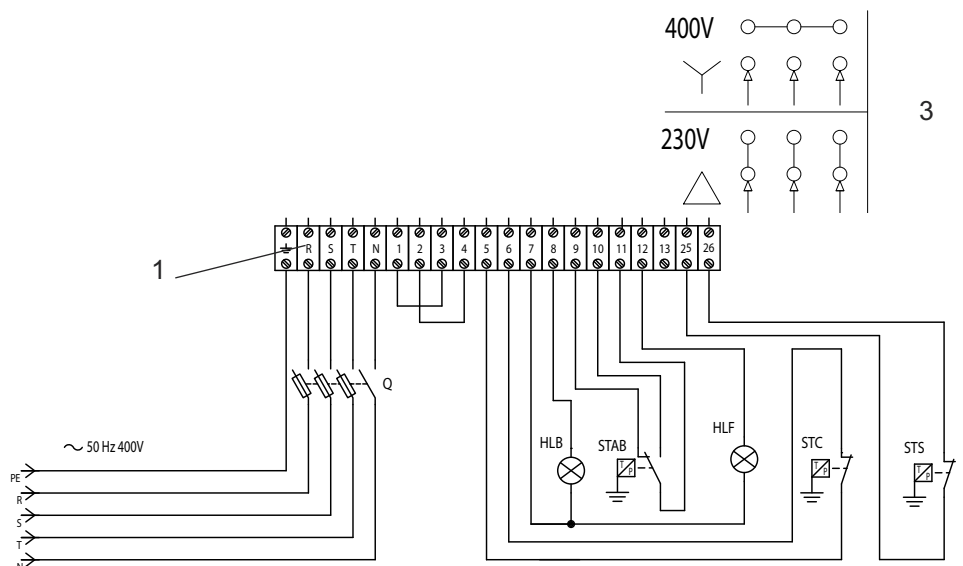 400V
3
230V
R S T N 1 2 3 4 5 6 7 8 9 10 11 12 13 25 26
1
Q
∼ 50 Hz 400V
HLB
STAB
HLF
STC
STS
T P
T P
T P
PE
R
S
T
N